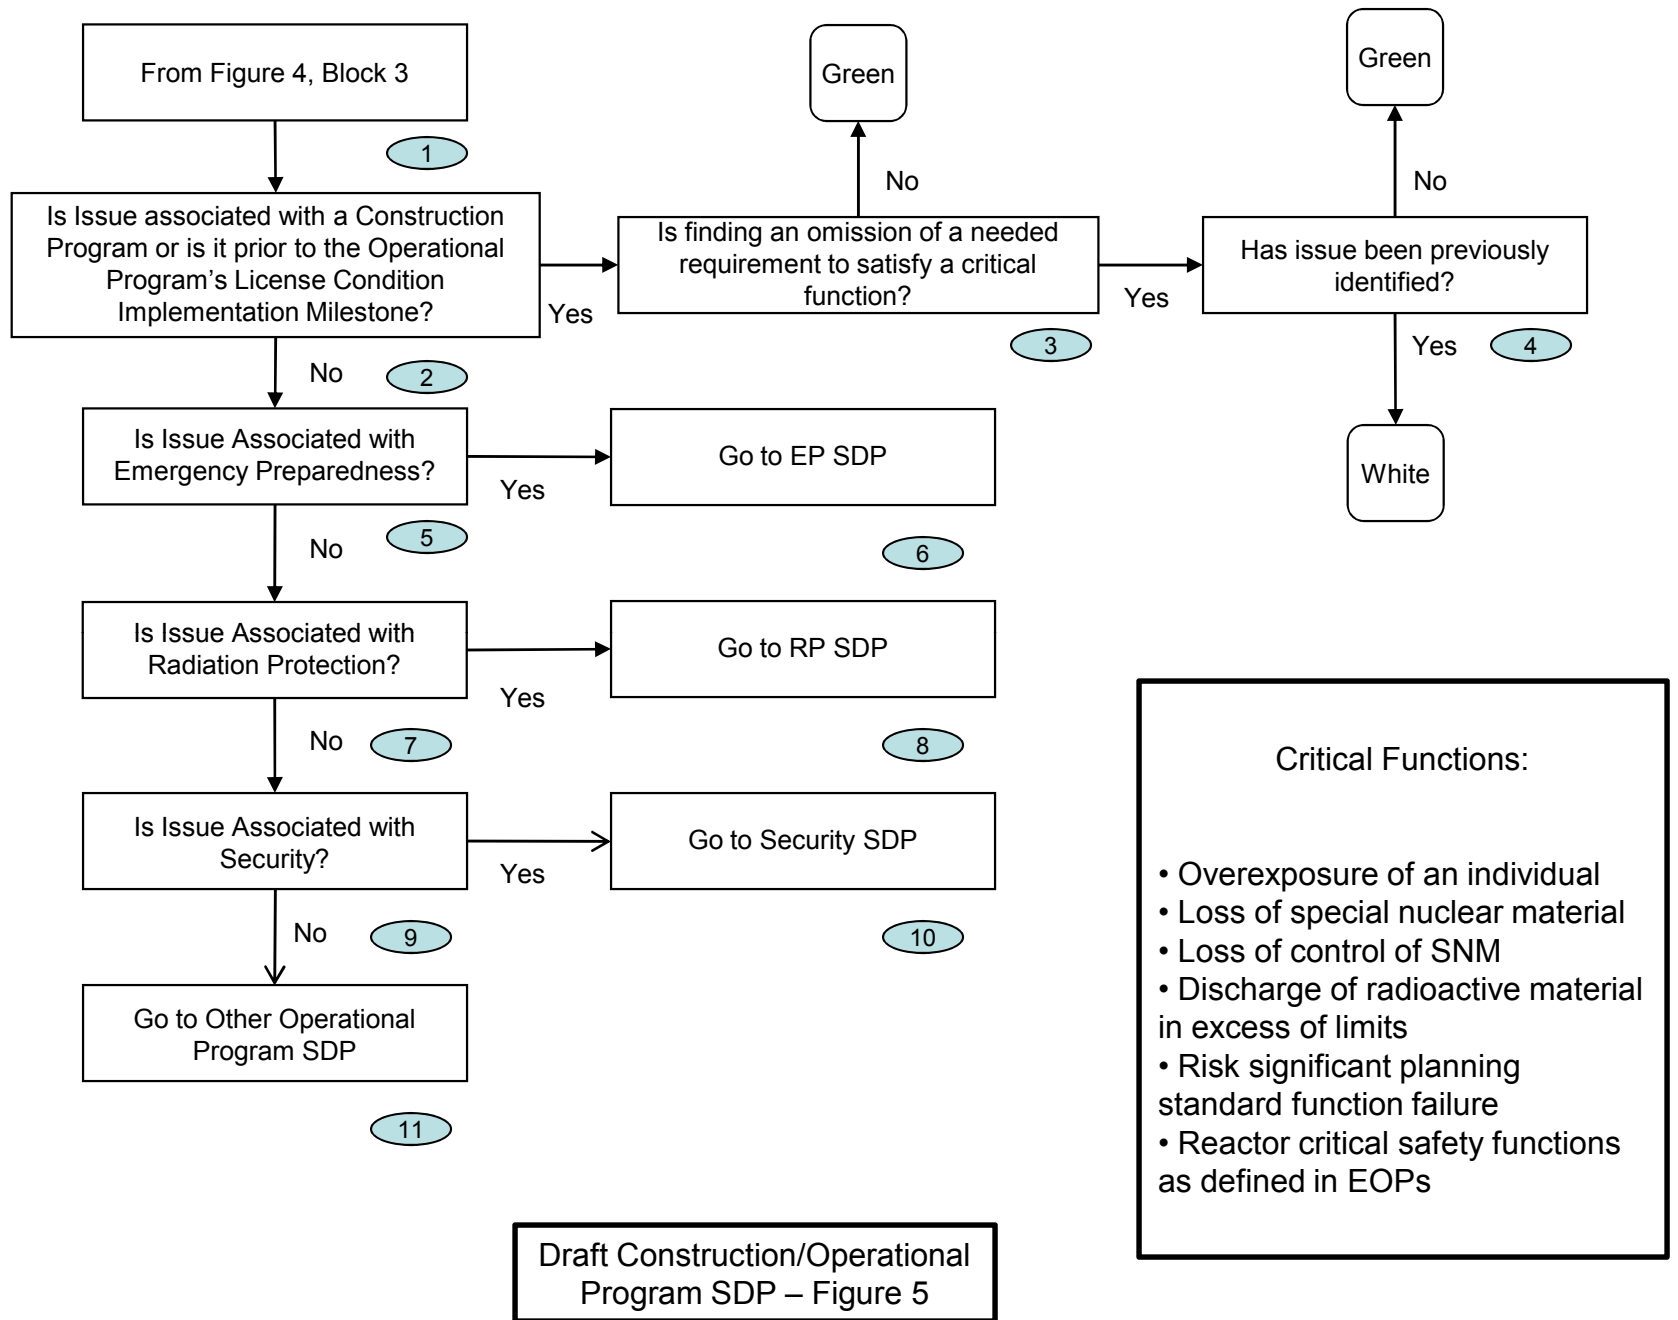 From Figure 4, Block 3
Green
Green
1
No
No
Is Issue associated with a Construction
Program or is it prior to the Operational
Program's License Condition
Implementation Milestone?
Yes
Is finding an omission of a needed
requirement to satisfy a critical
function?
Yes
Has issue been previously
identified?
3
Yes
4
No
2
White
Is Issue Associated with
Emergency Preparedness?
Yes
Go to EP SDP
No
5
6
Is Issue Associated with
Radiation Protection?
Yes
Go to RP SDP
No
7
8
Is Issue Associated with
Security?
Yes
Go to Security SDP
No
9
10
Go to Other Operational
Program SDP
11
Critical Functions:
• Overexposure of an individual
• Loss of special nuclear material
• Loss of control of SNM
• Discharge of radioactive material
in excess of limits
• Risk significant planning
standard function failure
• Reactor critical safety functions
as defined in EOPs
Draft Construction/Operational
Program SDP – Figure 5